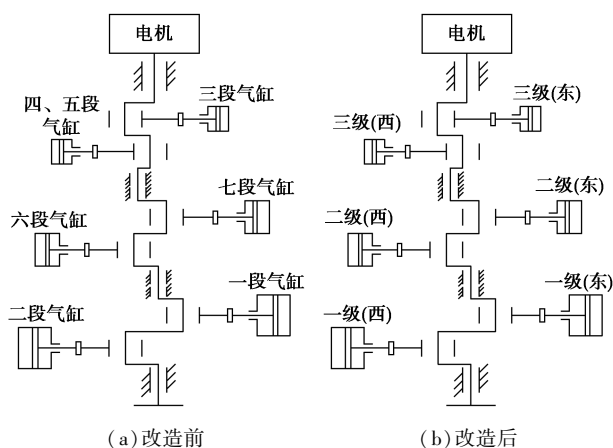 电机
四、五段
气缸
三段气缸
七段气缸
六段气缸
一段气缸
二段气缸
(a)改造前
电机
三级(东)
三级(西)
二级(东)
二级(西)
一级(东)
一级(西)
(b)改造后